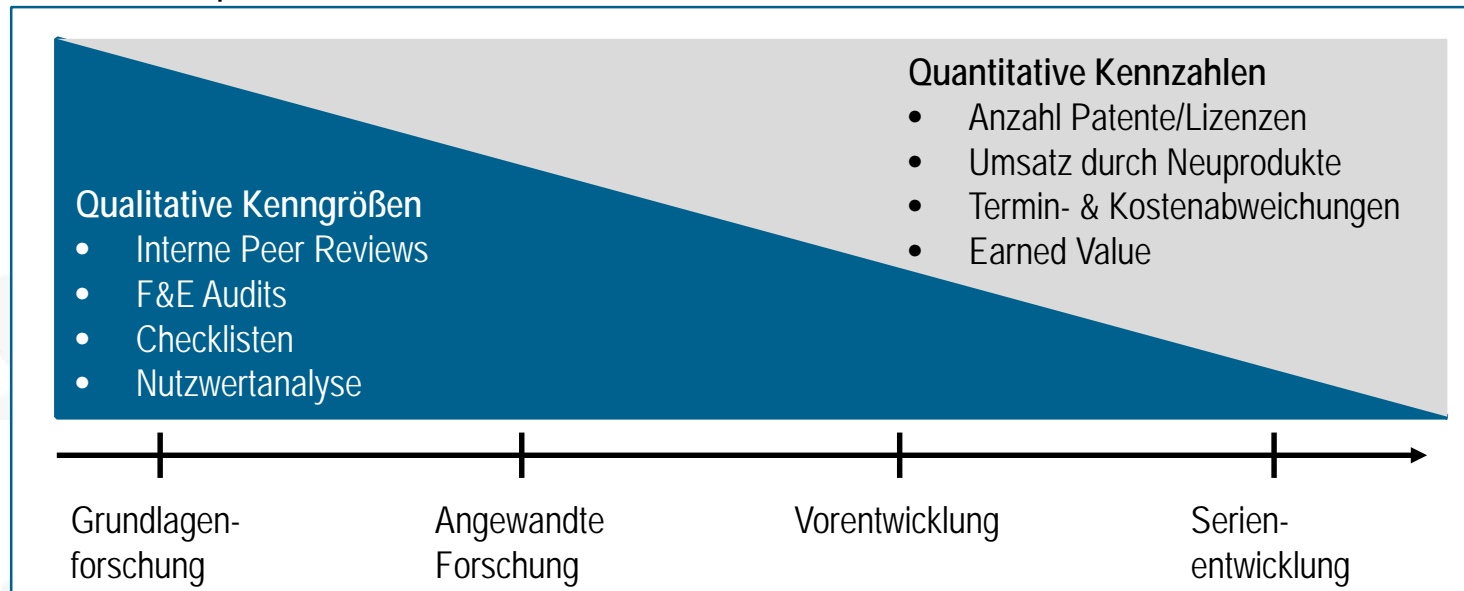 Quantitative Kennzahlen
• Anzahl Patente/Lizenzen
• Umsatz durch Neuprodukte
• Termin- & Kostenabweichungen
• Earned Value
Qualitative Kenngrößen
• Interne Peer Reviews
• F&E Audits
• Checklisten
• Nutzwertanalyse
Grundlagen-
forschung
Angewandte
Forschung
Vorentwicklung
Serien-
entwicklung